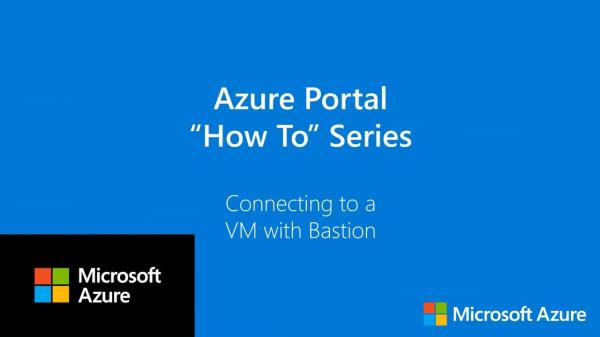 Azure Portal
“How To” Series
Connecting to a
VM with Bastion
Microsoft
Azure
Microsoft Azure